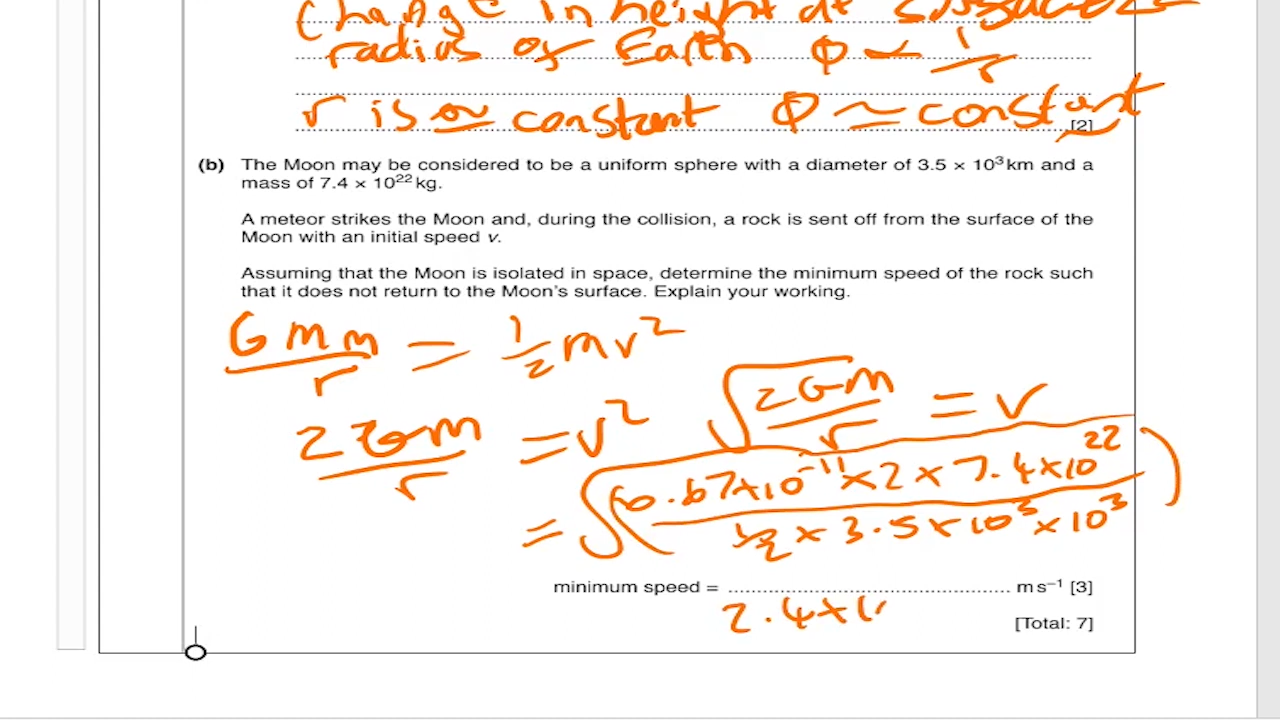 Change in height at surface
radius of Earth Φ ∝ 1/r
r is ≃ constant Φ ≃ constant
[2]
(b) The Moon may be considered to be a uniform sphere with a diameter of 3.5 × 10³ km and a
mass of 7.4 × 10²² kg.
A meteor strikes the Moon and, during the collision, a rock is sent off from the surface of the
Moon with an initial speed v.
Assuming that the Moon is isolated in space, determine the minimum speed of the rock such
that it does not return to the Moon's surface. Explain your working.
GMm/r = ½mv²
2GM/r = v² √(2GM/r) = v
= √(6.67×10⁻¹¹ × 2 × 7.4×10²² / ½ × 3.5×10³ × 10³)
minimum speed = ............ m s⁻¹ [3]
2.4×1
[Total: 7]